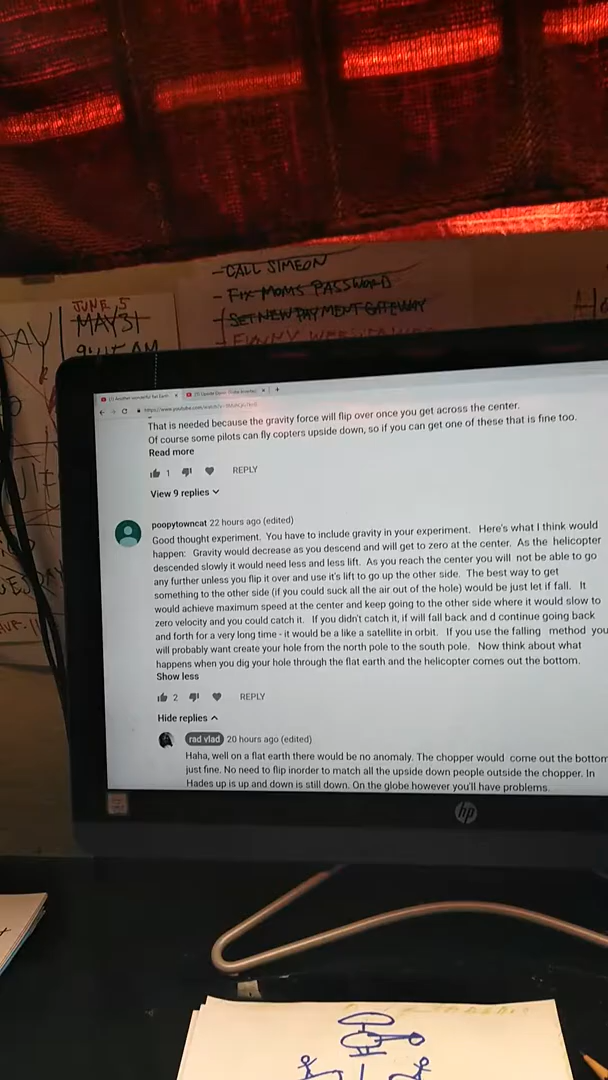 - CALL SIMEON
- FIX MOMS PASSWORD
- SET NEW PAYMENT GATEWAY
JUNE 5
MAY 31
9:15 AM
DAY
That is needed because the gravity force will flip over once you get across the center.
Of course some pilots can fly copters upside down, so if you can get one of these that is fine too.
Read more
1 REPLY
View 9 replies
poopytowncat 22 hours ago (edited)
Good thought experiment. You have to include gravity in your experiment. Here's what I think would
happen: Gravity would decrease as you descend and will get to zero at the center. As the helicopter
descended slowly it would need less and less lift. As you reach the center you will not be able to go
any further unless you flip it over and use it's lift to go up the other side. The best way to get
something to the other side (if you could suck all the air out of the hole) would be just let if fall. It
would achieve maximum speed at the center and keep going to the other side where it would slow to
zero velocity and you could catch it. If you didn't catch it, if will fall back and d continue going back
and forth for a very long time - it would be a like a satellite in orbit. If you use the falling method you
will probably want create your hole from the north pole to the south pole. Now think about what
happens when you dig your hole through the flat earth and the helicopter comes out the bottom.
Show less
2 REPLY
Hide replies
rad vlad 20 hours ago (edited)
Haha, well on a flat earth there would be no anomaly. The chopper would come out the bottom
just fine. No need to flip inorder to match all the upside down people outside the chopper. In
Hades up is up and down is still down. On the globe however you'll have problems.
hp